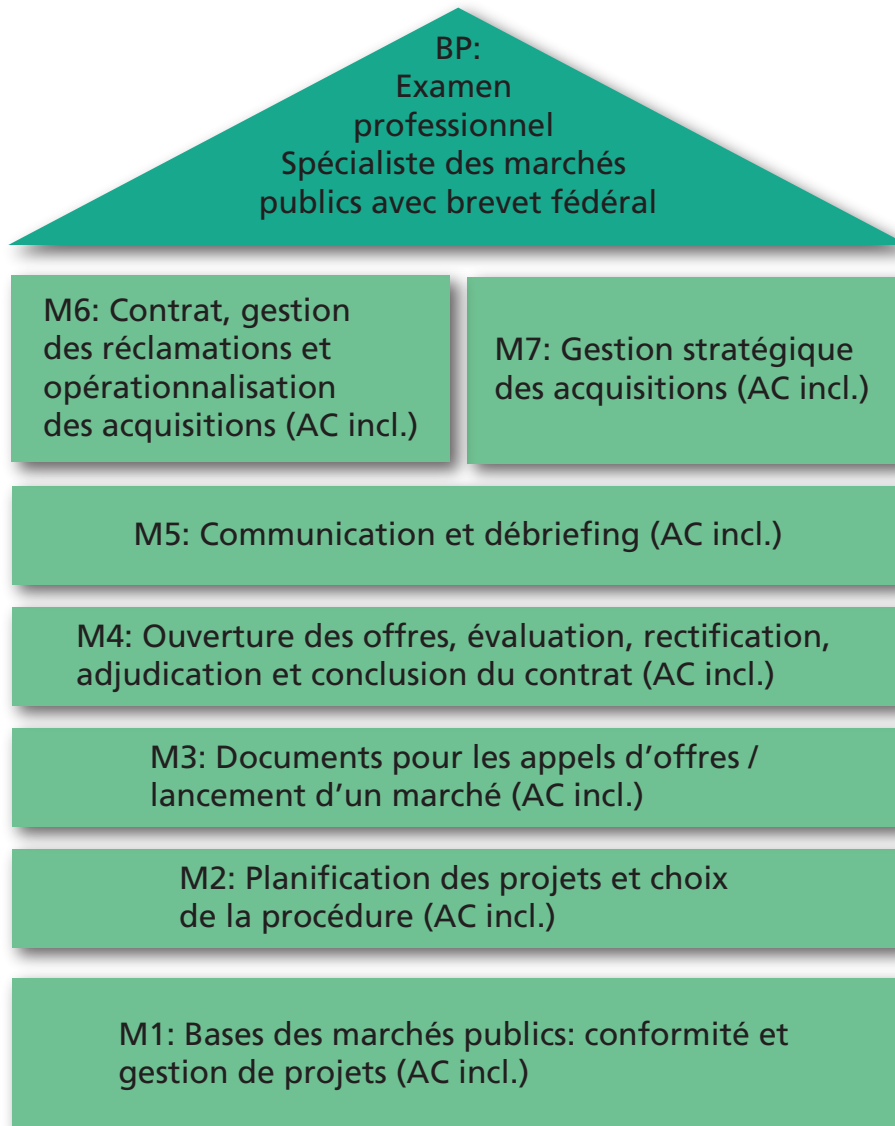 BP:
Examen
professionnel
Spécialiste des marchés
publics avec brevet fédéral
M6: Contrat, gestion
des réclamations et
opérationnalisation
des acquisitions (AC incl.)
M7: Gestion stratégique
des acquisitions (AC incl.)
M5: Communication et débriefing (AC incl.)
M4: Ouverture des offres, évaluation, rectification,
adjudication et conclusion du contrat (AC incl.)
M3: Documents pour les appels d’offres /
lancement d’un marché (AC incl.)
M2: Planification des projets et choix
de la procédure (AC incl.)
M1: Bases des marchés publics: conformité et
gestion de projets (AC incl.)